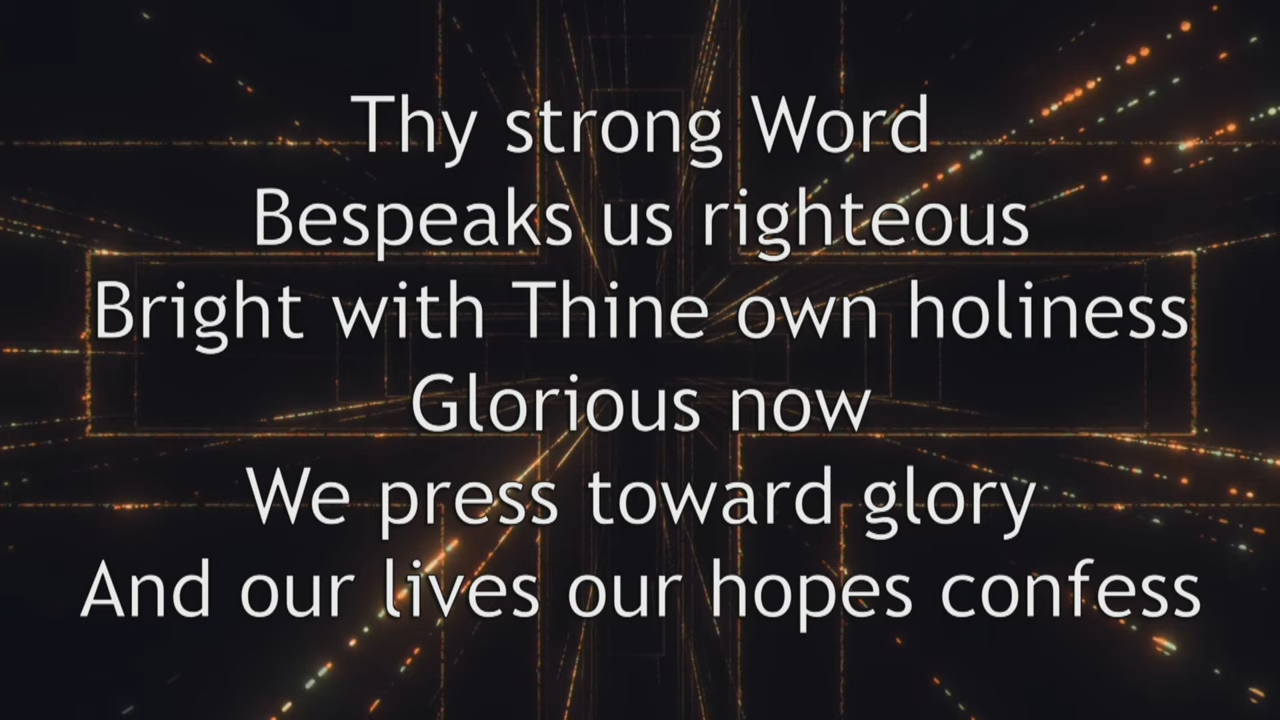 Thy strong Word
Bespeaks us righteous
Bright with Thine own holiness
Glorious now
We press toward glory
And our lives our hopes confess